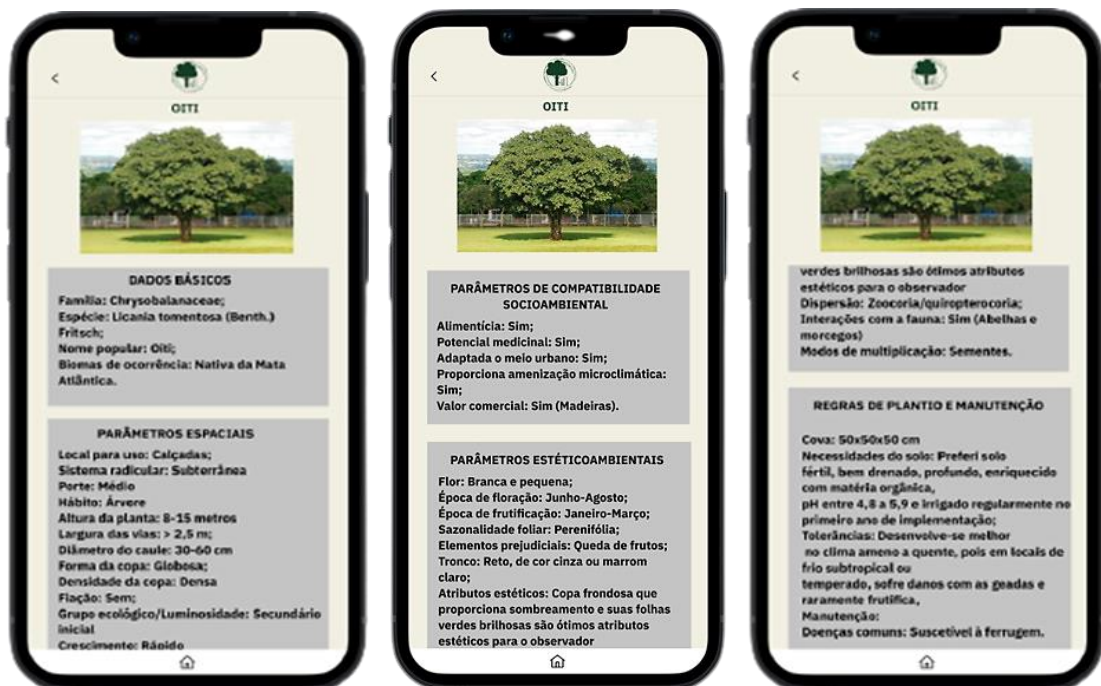 OITI
DADOS BÁSICOS
Família: Chrysobalanaceae;
Espécie: Licania tomentosa (Benth.)
Fritsch;
Nome popular: Oiti;
Biomas de ocorrência: Nativa da Mata
Atlântica.
PARÂMETROS ESPACIAIS
Local para uso: Calçadas;
Sistema radicular: Subterrânea
Porte: Médio
Hábito: Árvore
Altura da planta: 8-15 metros
Largura das vias: > 2,5 m;
Diâmetro do caule: 30-60 cm
Forma da copa: Globosa;
Densidade da copa: Densa
Fiação: Sem;
Grupo ecológico/Luminosidade: Secundário
inicial
Crescimento: Rápido
OITI
PARÂMETROS DE COMPATIBILIDADE
SOCIOAMBIENTAL
Alimentícia: Sim;
Potencial medicinal: Sim;
Adaptada o meio urbano: Sim;
Proporciona amenização microclimática:
Sim;
Valor comercial: Sim (Madeiras).
PARÂMETROS ESTÉTICOAMBIENTAIS
Flor: Branca e pequena;
Época de floração: Junho-Agosto;
Época de frutificação: Janeiro-Março;
Sazonalidade foliar: Perenifólia;
Elementos prejudiciais: Queda de frutos;
Tronco: Reto, de cor cinza ou marrom
claro;
Atributos estéticos: Copa frondosa que
proporciona sombreamento e suas folhas
verdes brilhosas são ótimos atributos
estéticos para o observador
OITI
verdes brilhosas são ótimos atributos
estéticos para o observador
Dispersão: Zoocoria/quiropterocoria;
Interações com a fauna: Sim (Abelhas e
morcegos)
Modos de multiplicação: Sementes.
REGRAS DE PLANTIO E MANUTENÇÃO
Cova: 50x50x50 cm
Necessidades do solo: Preferi solo
fértil, bem drenado, profundo, enriquecido
com matéria orgânica,
pH entre 4,8 a 5,9 e irrigado regularmente no
primeiro ano de implementação;
Tolerâncias: Desenvolve-se melhor
no clima ameno a quente, pois em locais de
frio subtropical ou
temperado, sofre danos com as geadas e
raramente frutifica,
Manutenção:
Doenças comuns: Suscetível à ferrugem.